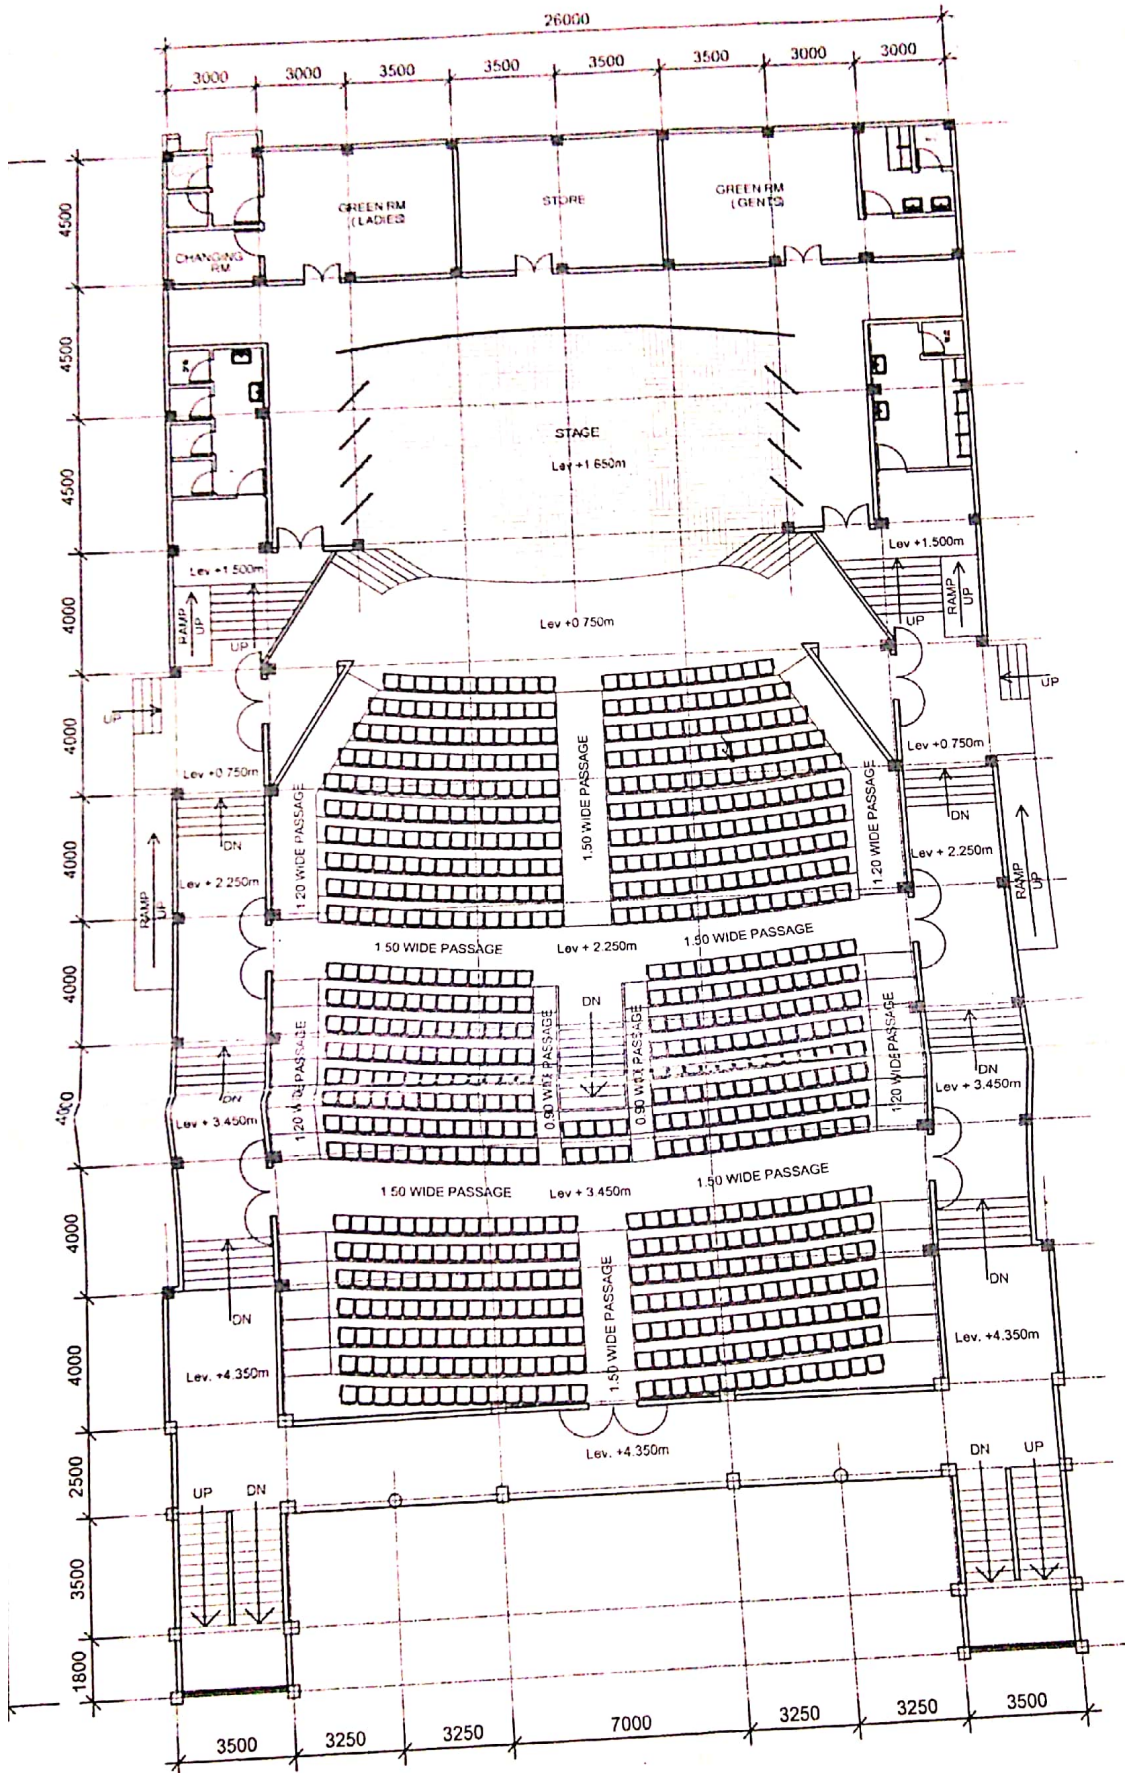 26000
3000 3000 3500 3500 3500 3500 3000 3000
4500
GREEN RM
(LADIES)
STORE
GREEN RM
(GENTS)
CHANGING
RM
4500
STAGE
Lev +1.650m
4500
Lev +1.500m
Lev +1.500m
4000
RAMP
UP
UP
Lev +0.750m
UP
RAMP
UP
UP
UP
4000
Lev +0.750m
Lev +0.750m
1.50 WIDE PASSAGE
1.20 WIDE PASSAGE
1.20 WIDE PASSAGE
DN
DN
4000
Lev + 2.250m
Lev + 2.250m
RAMP
UP
RAMP
UP
1.50 WIDE PASSAGE
Lev + 2.250m
1.50 WIDE PASSAGE
4000
DN
1.20 WIDE PASSAGE
0.90 WIDE PASSAGE
0.90 WIDE PASSAGE
1.20 WIDE PASSAGE
DN
DN
4000
Lev + 3.450m
Lev + 3.450m
1.50 WIDE PASSAGE
Lev + 3.450m
1.50 WIDE PASSAGE
4000
DN
DN
1.50 WIDE PASSAGE
4000
Lev. +4.350m
Lev. +4.350m
Lev. +4.350m
2500
UP
DN
DN
UP
3500
1800
3500 3250 3250 7000 3250 3250 3500